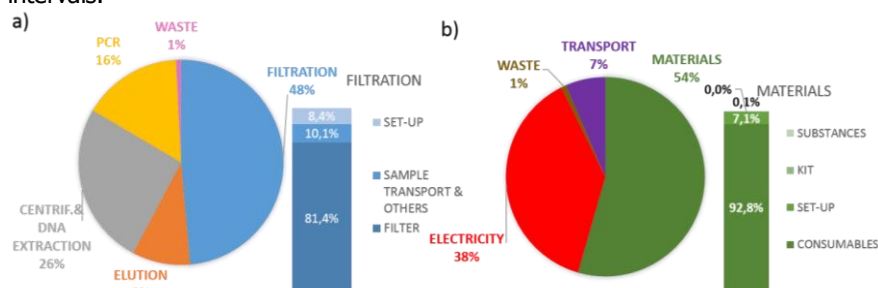 intervals.
a)
WASTE
1%
PCR
16%
FILTRATION
48%
CENTRIF.&
DNA
EXTRACTION
26%
ELUTION
FILTRATION
8,4%
10,1%
81,4%
SET-UP
SAMPLE
TRANSPORT &
OTHERS
FILTER
b)
TRANSPORT
7%
WASTE
1%
MATERIALS
54%
ELECTRICITY
38%
MATERIALS
0,0%
0,1%
7,1%
92,8%
SUBSTANCES
KIT
SET-UP
CONSUMABLES